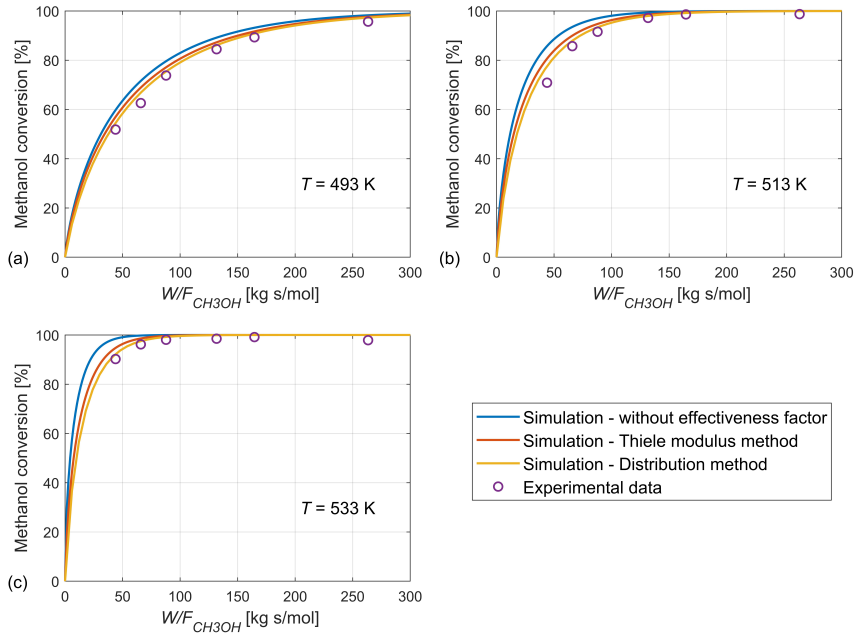 100
80
60
40
20
0
Methanol conversion [%]
T = 493 K
(a)
0 50 100 150 200 250 300
W/F_CH3OH [kg s/mol]
100
80
60
40
20
0
Methanol conversion [%]
T = 513 K
(b)
0 50 100 150 200 250 300
W/F_CH3OH [kg s/mol]
100
80
60
40
20
0
Methanol conversion [%]
T = 533 K
(c)
0 50 100 150 200 250 300
W/F_CH3OH [kg s/mol]
Simulation - without effectiveness factor
Simulation - Thiele modulus method
Simulation - Distribution method
Experimental data